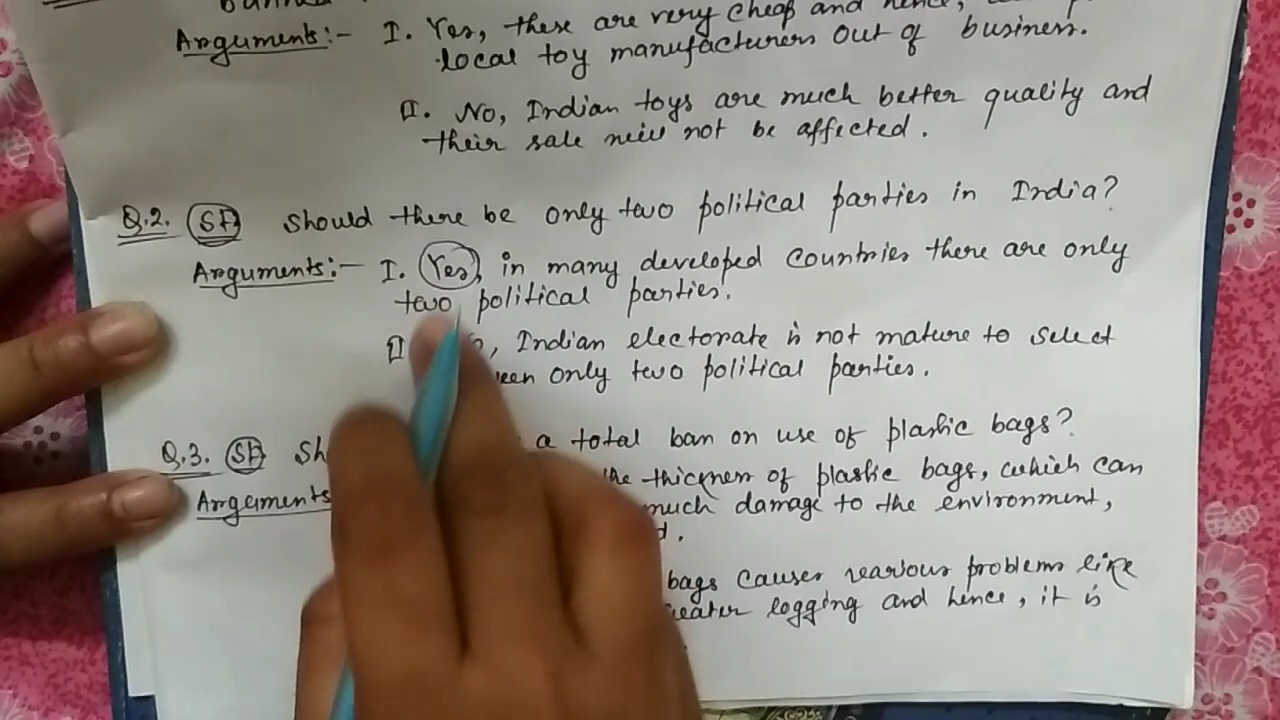 Arguments:- I. Yes, these are very cheap and hence,
local toy manufacturers out of business.
II. No, Indian toys are much better quality and
their sale will not be affected.
Q.2. St Should there be only two political parties in India?
Arguments:- I. Yes, in many developed countries there are only
two political parties.
Indian electorate is not mature to select
only two political parties.
Q.3. St Sh a total ban on use of plastic bags?
Arguments the thickness of plastic bags, which can
much damage to the environment,
bags causes various problems like
water logging and hence, it is